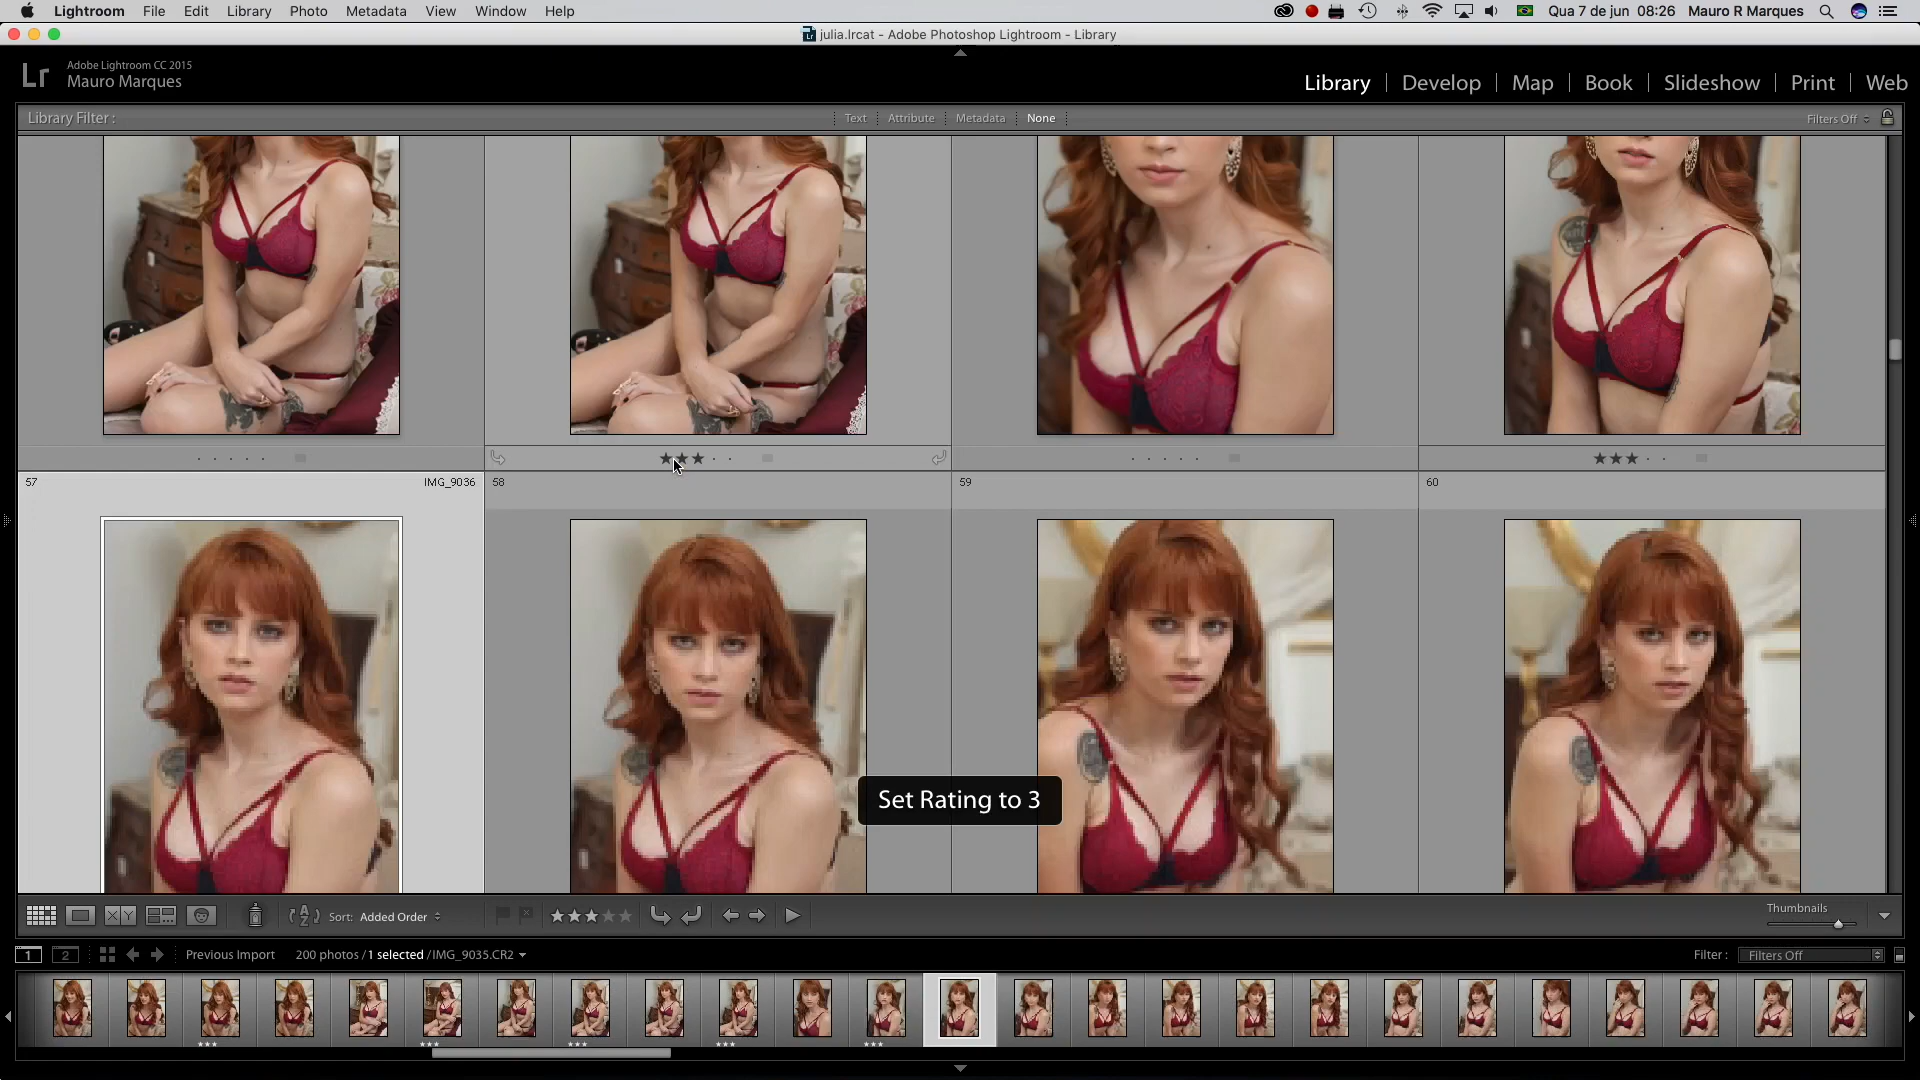 Lightroom File Edit Library Photo Metadata View Window Help Qua 7 de jun 08:26 Mauro R Marques
julia.lrcat - Adobe Photoshop Lightroom - Library
Lr Adobe Lightroom CC 2015
Mauro Marques
Library Develop Map Book Slideshow Print Web
Library Filter : Text Attribute Metadata None Filters Off
57 IMG_9036 58 59 60
Set Rating to 3
Sort: Added Order Thumbnails
1 2 Previous Import 200 photos / 1 selected / IMG_9035.CR2 Filter : Filters Off